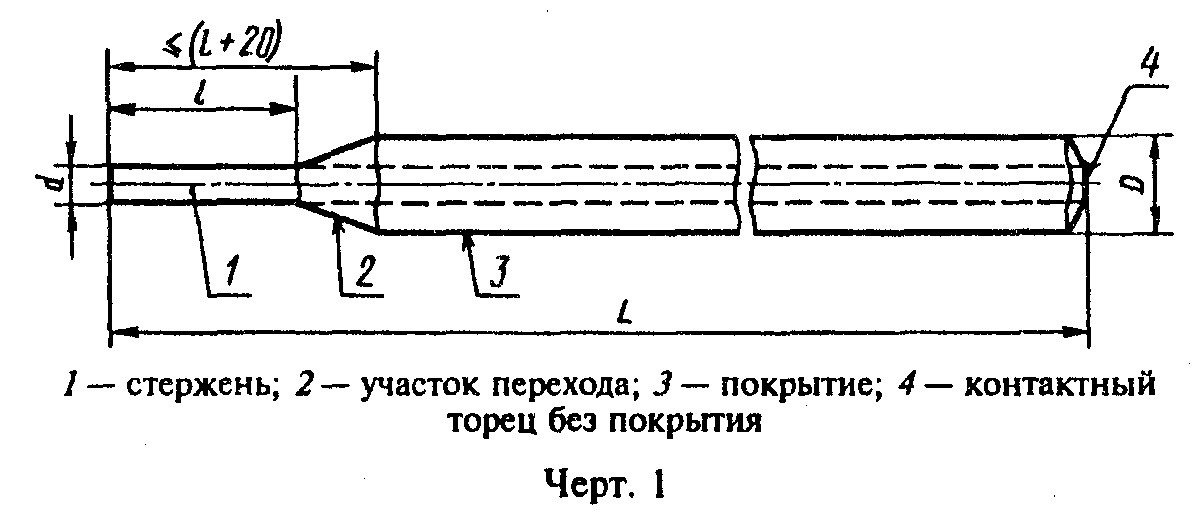 ≤(l+20)
l
4
d
D
1
2
3
L
1 — стержень; 2 — участок перехода; 3 — покрытие; 4 — контактный
торец без покрытия
Черт. 1